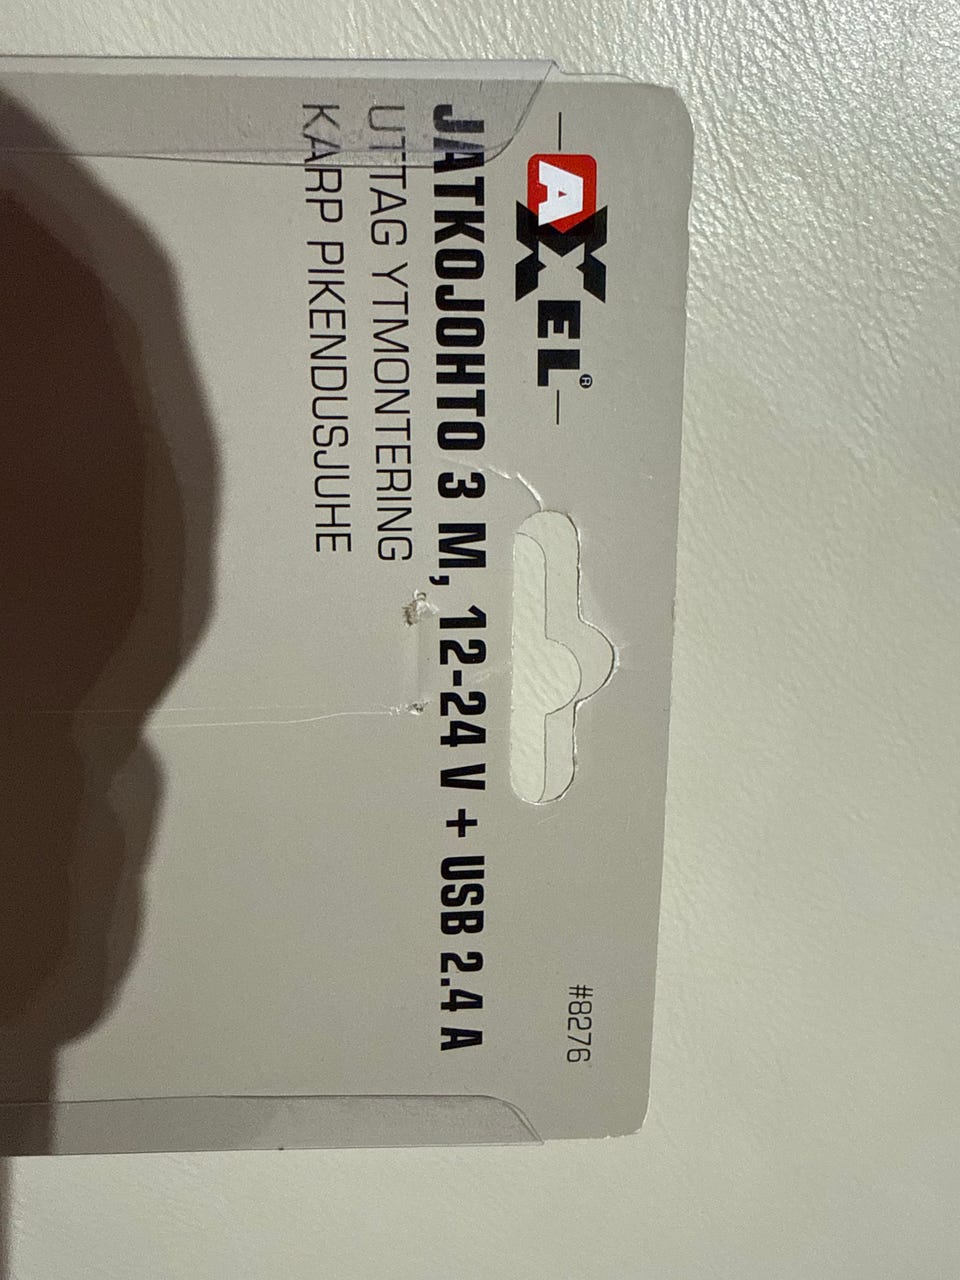 AXEL®
#8276
JATKOJOHTO 3 M, 12-24 V + USB 2.4 A
UTTAG YTMONTERING
KARP PIKENDUSJUHE